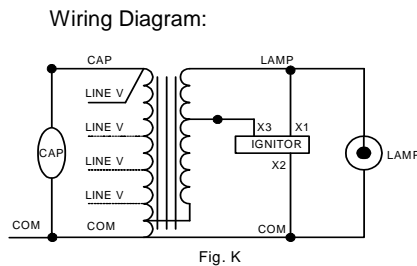 Wiring Diagram:
CAP
LAMP
LINE V
LINE V
X3
X1
IGNITOR
CAP
X2
LAMP
LINE V
LINE V
COM
COM
COM
Fig. K